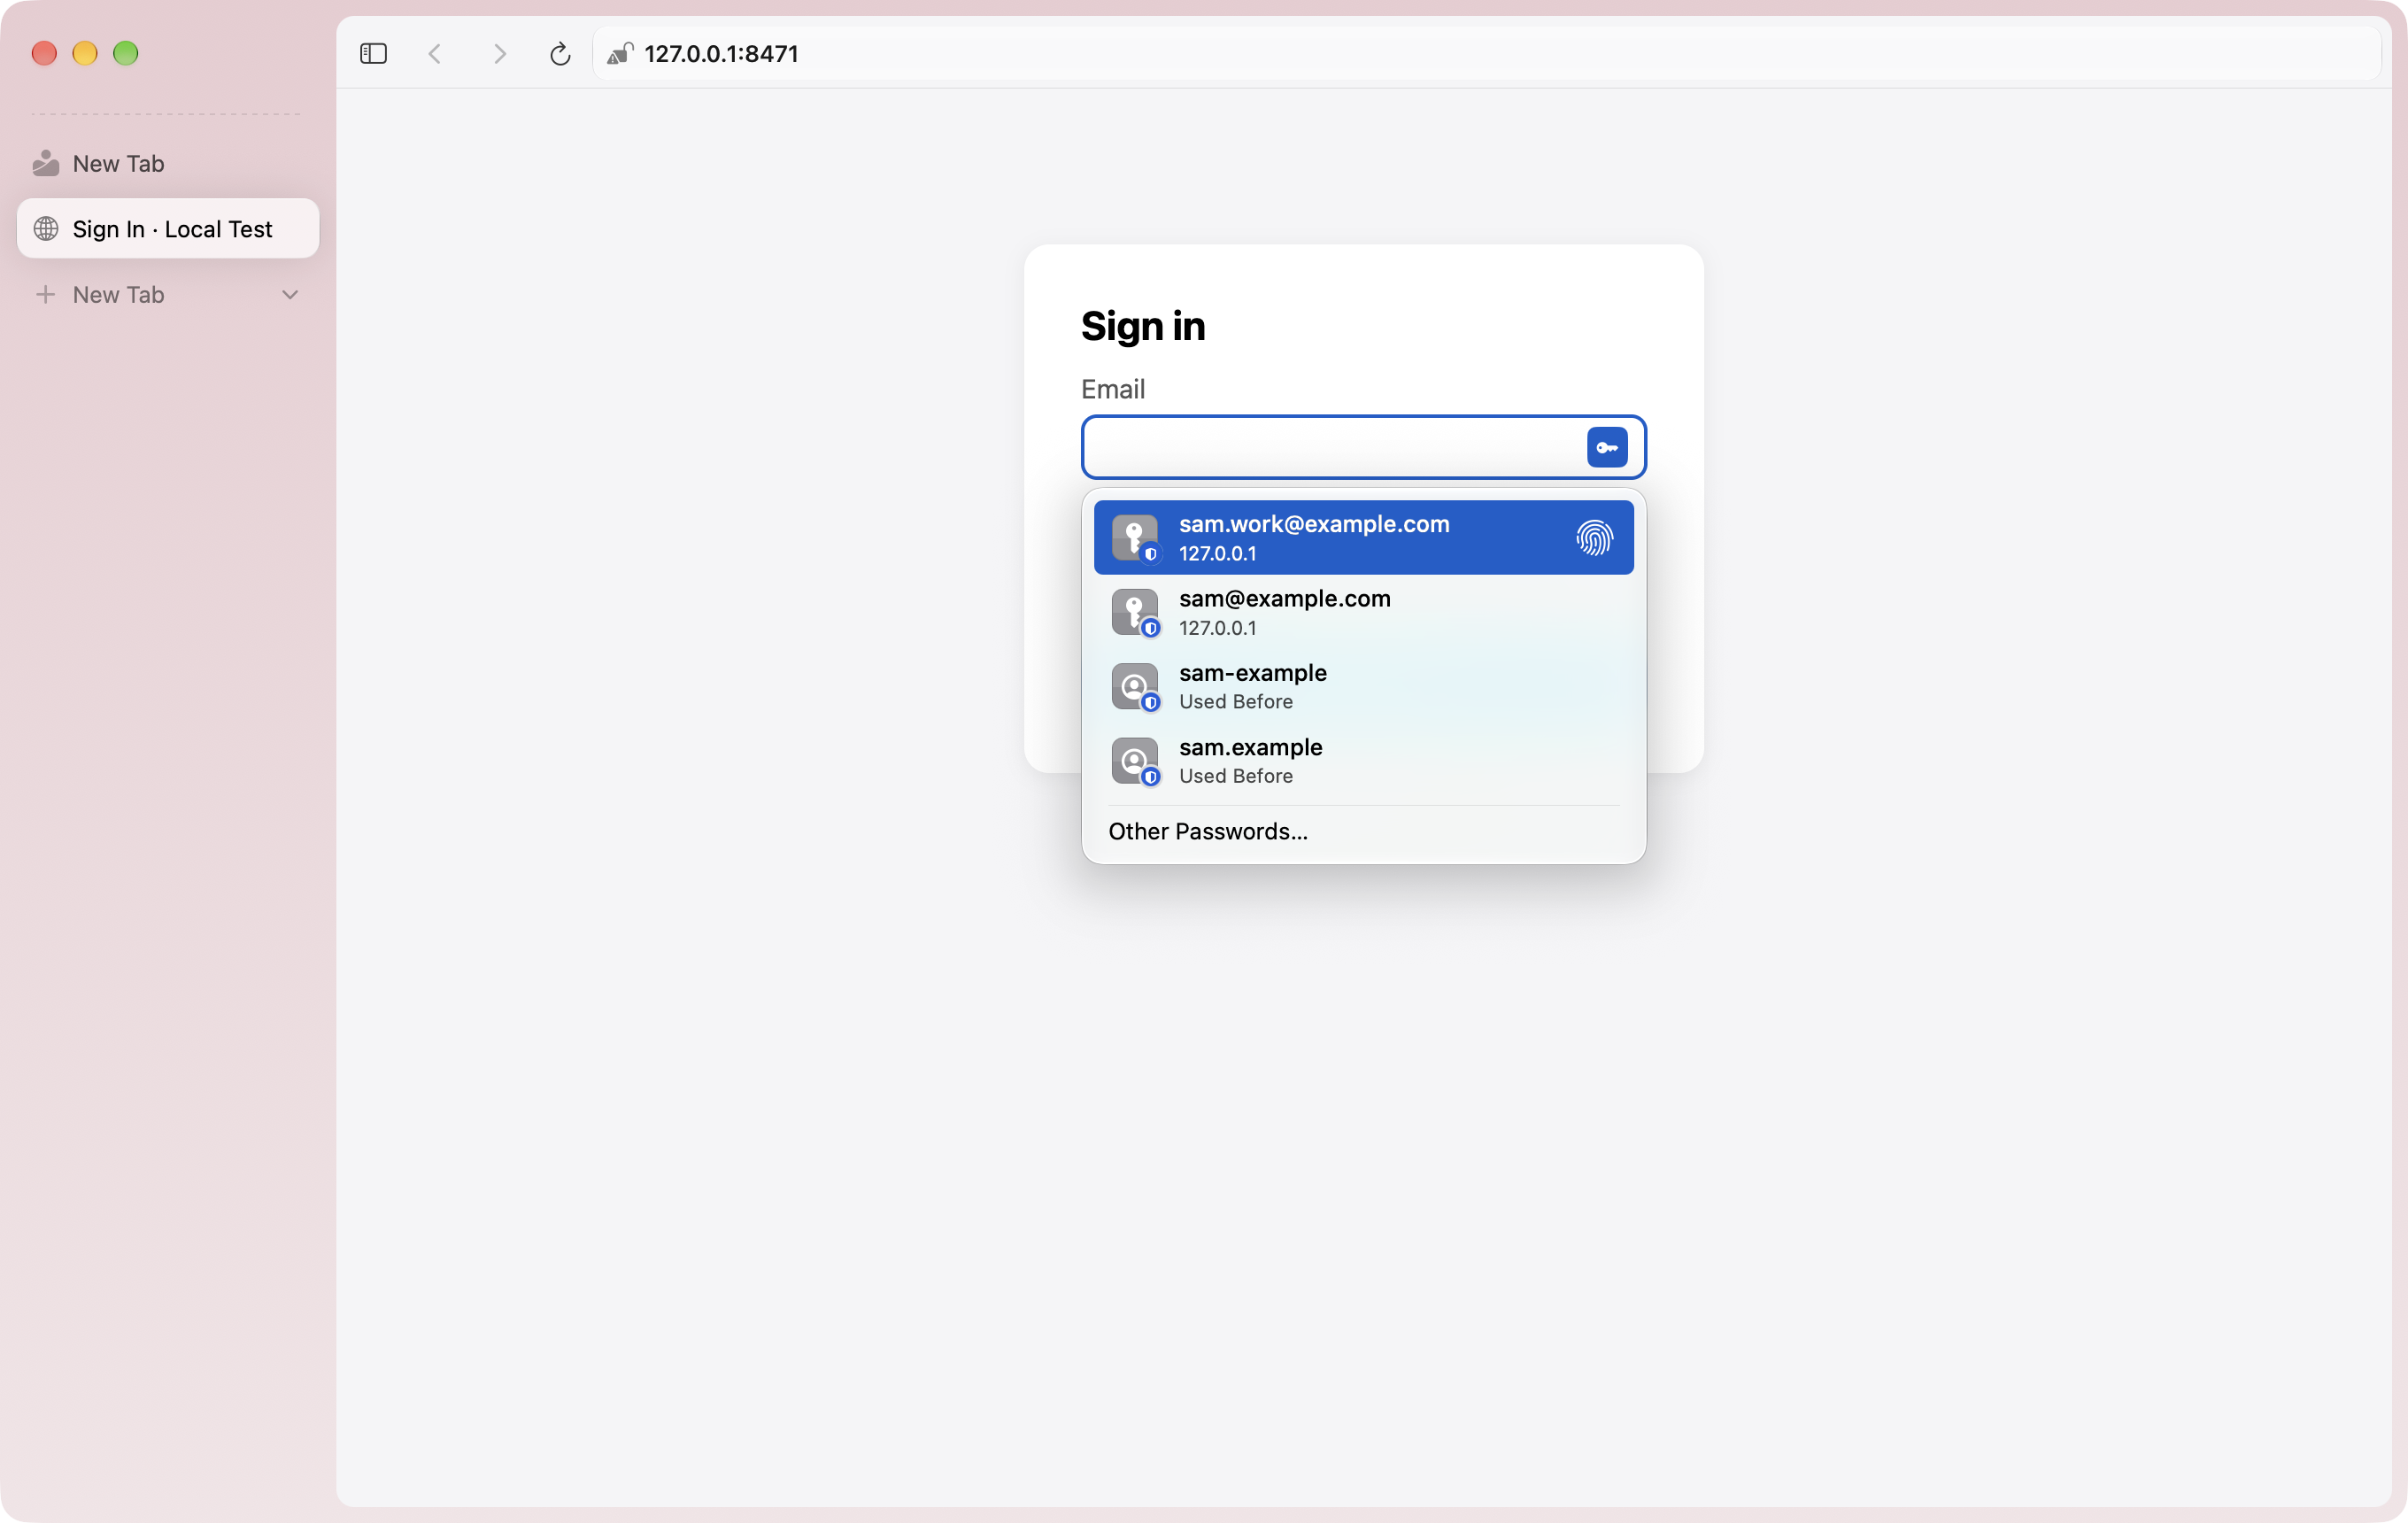 127.0.0.1:8471
New Tab
Sign In · Local Test
New Tab
Sign in
Email
sam.work@example.com
127.0.0.1
sam@example.com
127.0.0.1
sam-example
Used Before
sam.example
Used Before
Other Passwords...